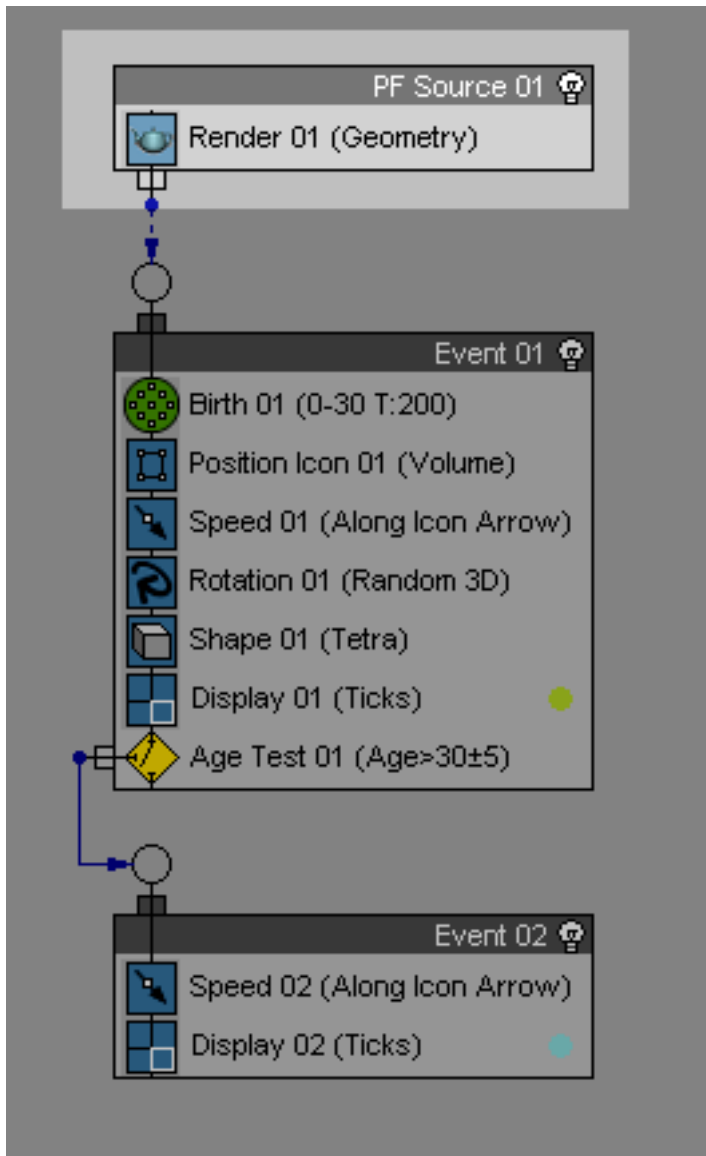 PF Source 01
Render 01 (Geometry)
Event 01
Birth 01 (0-30 T:200)
Position Icon 01 (Volume)
Speed 01 (Along Icon Arrow)
Rotation 01 (Random 3D)
Shape 01 (Tetra)
Display 01 (Ticks)
Age Test 01 (Age>30±5)
Event 02
Speed 02 (Along Icon Arrow)
Display 02 (Ticks)